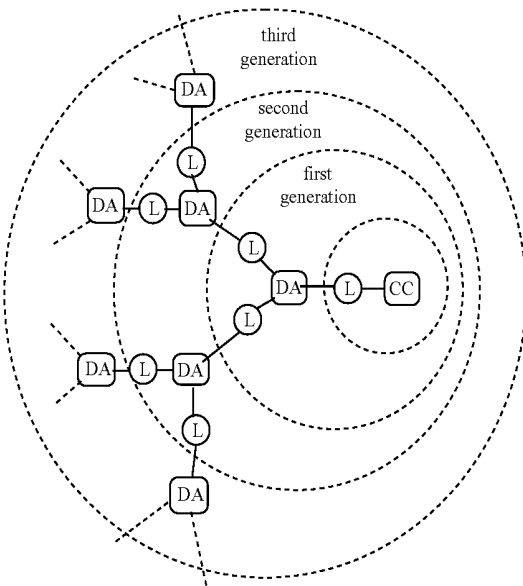 third
generation
DA
second
generation
L
first
generation
DA
L
DA
L
DA
L
CC
L
DA
L
DA
L
DA